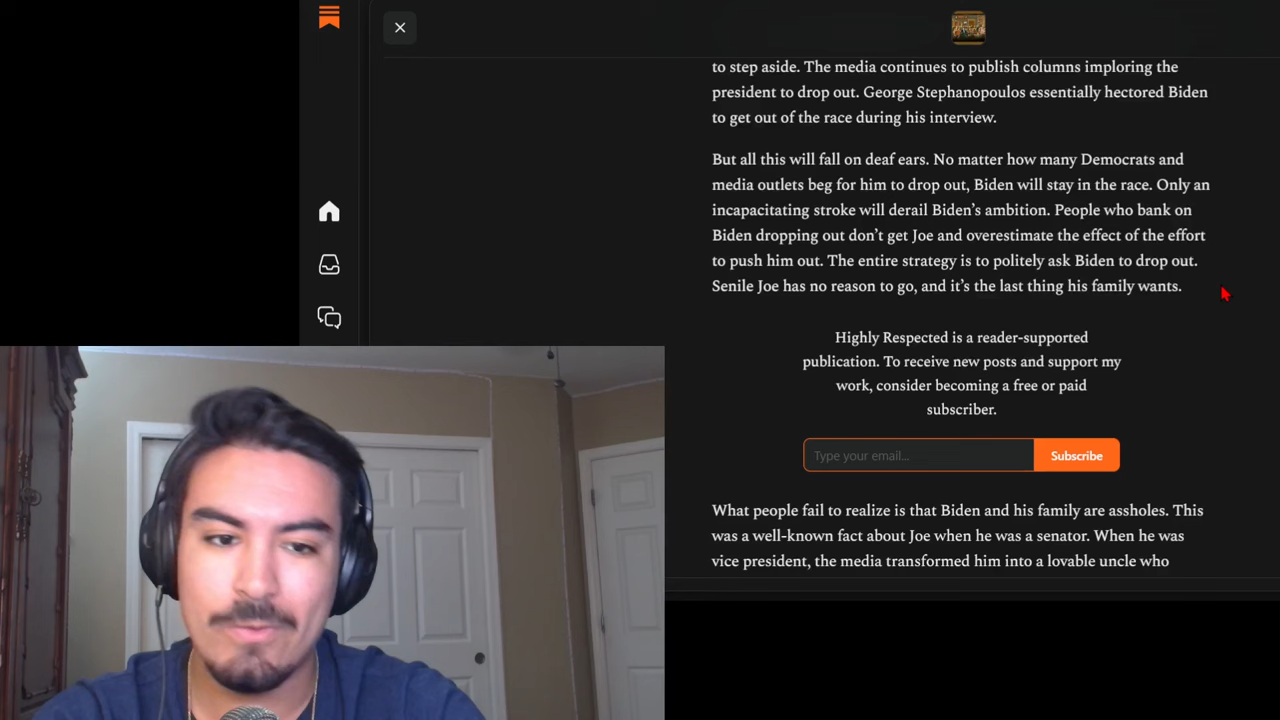 to step aside. The media continues to publish columns imploring the
president to drop out. George Stephanopoulos essentially hectored Biden
to get out of the race during his interview.
But all this will fall on deaf ears. No matter how many Democrats and
media outlets beg for him to drop out, Biden will stay in the race. Only an
incapacitating stroke will derail Biden’s ambition. People who bank on
Biden dropping out don’t get Joe and overestimate the effect of the effort
to push him out. The entire strategy is to politely ask Biden to drop out.
Senile Joe has no reason to go, and it’s the last thing his family wants.
Highly Respected is a reader-supported
publication. To receive new posts and support my
work, consider becoming a free or paid
subscriber.
Type your email...
Subscribe
What people fail to realize is that Biden and his family are assholes. This
was a well-known fact about Joe when he was a senator. When he was
vice president, the media transformed him into a lovable uncle who